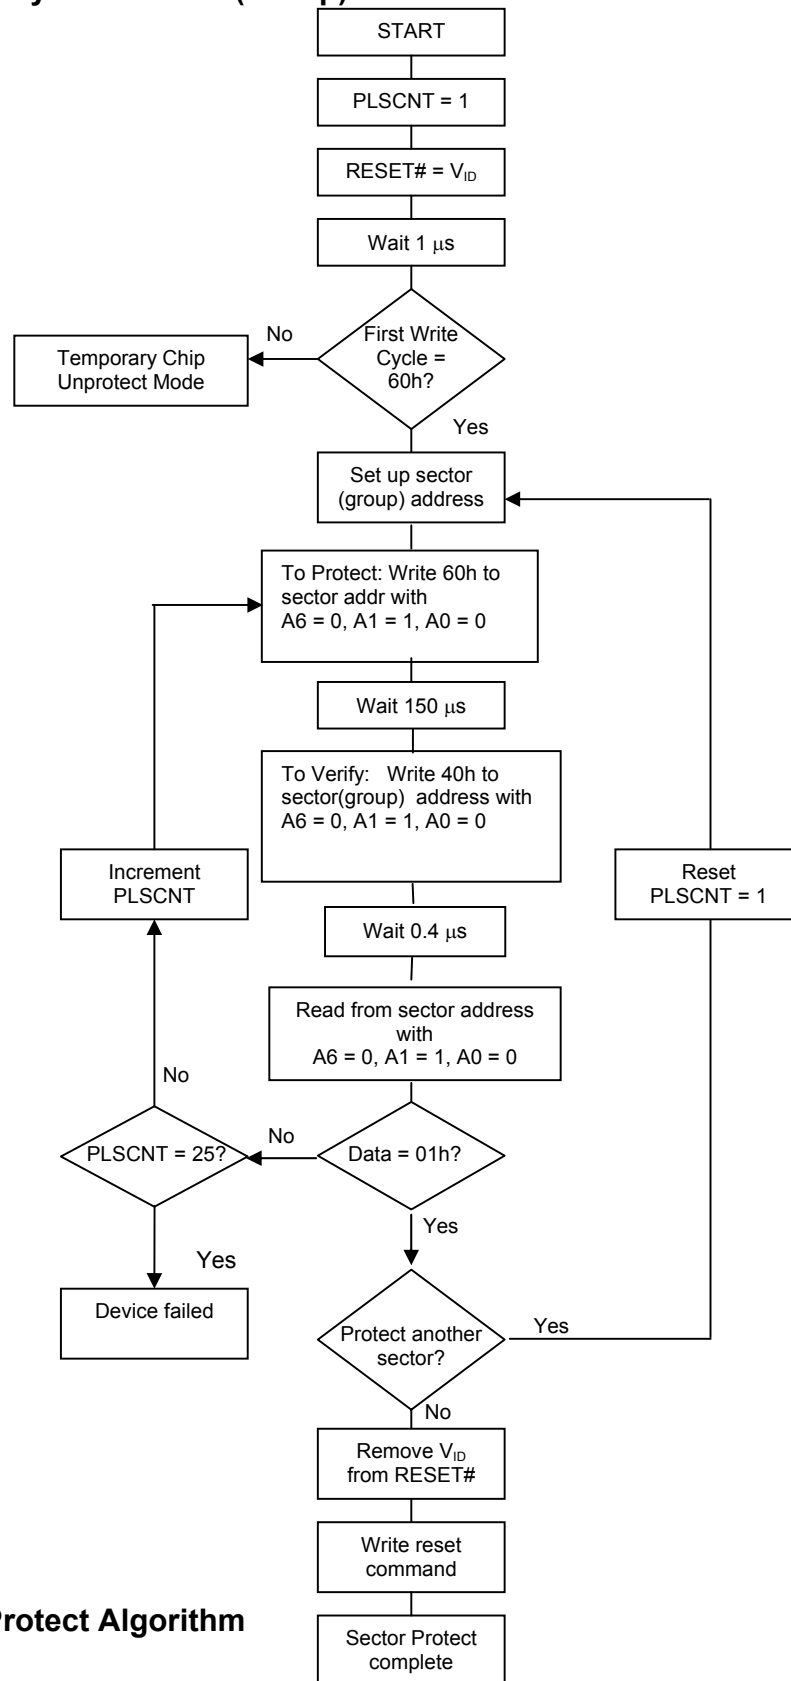 START
PLSCNT = 1
RESET# = VID
Wait 1 μs
First Write
Cycle =
60h?
No
Temporary Chip
Unprotect Mode
Yes
Set up sector
(group) address
To Protect: Write 60h to
sector addr with
A6 = 0, A1 = 1, A0 = 0
Wait 150 μs
To Verify: Write 40h to
sector(group) address with
A6 = 0, A1 = 1, A0 = 0
Increment
PLSCNT
Reset
PLSCNT = 1
Wait 0.4 μs
Read from sector address
with
A6 = 0, A1 = 1, A0 = 0
No
PLSCNT = 25?
No
Data = 01h?
Yes
Yes
Device failed
Protect another
sector?
Yes
No
Remove VID
from RESET#
Write reset
command
Protect Algorithm
Sector Protect
complete